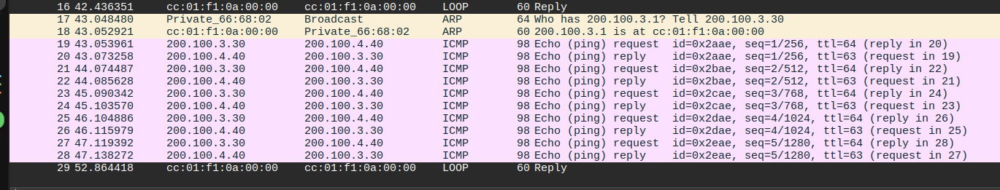 16 42.436351 cc:01:f1:0a:00:00 cc:01:f1:0a:00:00 LOOP 60 Reply
17 43.048480 Private_66:68:02 Broadcast ARP 64 Who has 200.100.3.1? Tell 200.100.3.30
18 43.052921 cc:01:f1:0a:00:00 Private_66:68:02 ARP 60 200.100.3.1 is at cc:01:f1:0a:00:00
19 43.053961 200.100.3.30 200.100.4.40 ICMP 98 Echo (ping) request id=0x2aae, seq=1/256, ttl=64 (reply in 20)
20 43.073258 200.100.4.40 200.100.3.30 ICMP 98 Echo (ping) reply id=0x2aae, seq=1/256, ttl=63 (request in 19)
21 44.074487 200.100.3.30 200.100.4.40 ICMP 98 Echo (ping) request id=0x2bae, seq=2/512, ttl=64 (reply in 22)
22 44.085628 200.100.4.40 200.100.3.30 ICMP 98 Echo (ping) reply id=0x2bae, seq=2/512, ttl=63 (request in 21)
23 45.090342 200.100.3.30 200.100.4.40 ICMP 98 Echo (ping) request id=0x2cae, seq=3/768, ttl=64 (reply in 24)
24 45.103570 200.100.4.40 200.100.3.30 ICMP 98 Echo (ping) reply id=0x2cae, seq=3/768, ttl=63 (request in 23)
25 46.104886 200.100.3.30 200.100.4.40 ICMP 98 Echo (ping) request id=0x2dae, seq=4/1024, ttl=64 (reply in 26)
26 46.115979 200.100.4.40 200.100.3.30 ICMP 98 Echo (ping) reply id=0x2dae, seq=4/1024, ttl=63 (request in 25)
27 47.119392 200.100.3.30 200.100.4.40 ICMP 98 Echo (ping) request id=0x2eae, seq=5/1280, ttl=64 (reply in 28)
28 47.138272 200.100.4.40 200.100.3.30 ICMP 98 Echo (ping) reply id=0x2eae, seq=5/1280, ttl=63 (request in 27)
29 52.864418 cc:01:f1:0a:00:00 cc:01:f1:0a:00:00 LOOP 60 Reply